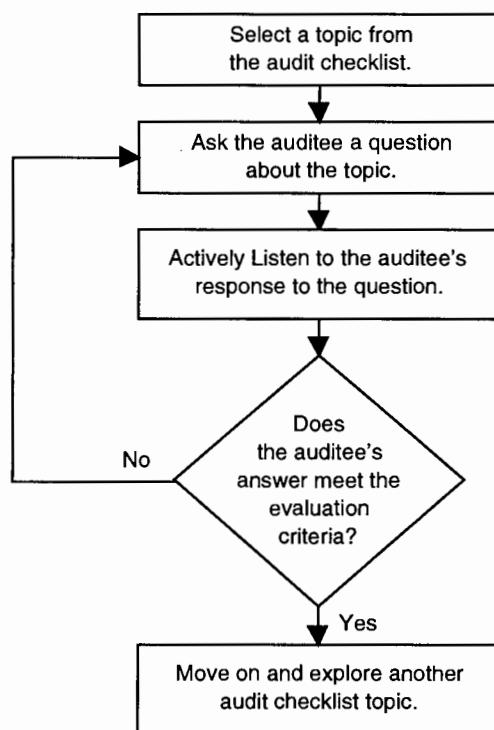 Select a topic from
the audit checklist.
Ask the auditee a question
about the topic.
Actively Listen to the auditee's
response to the question.
Does
the auditee's
answer meet the
evaluation
criteria?
No
Yes
Move on and explore another
audit checklist topic.